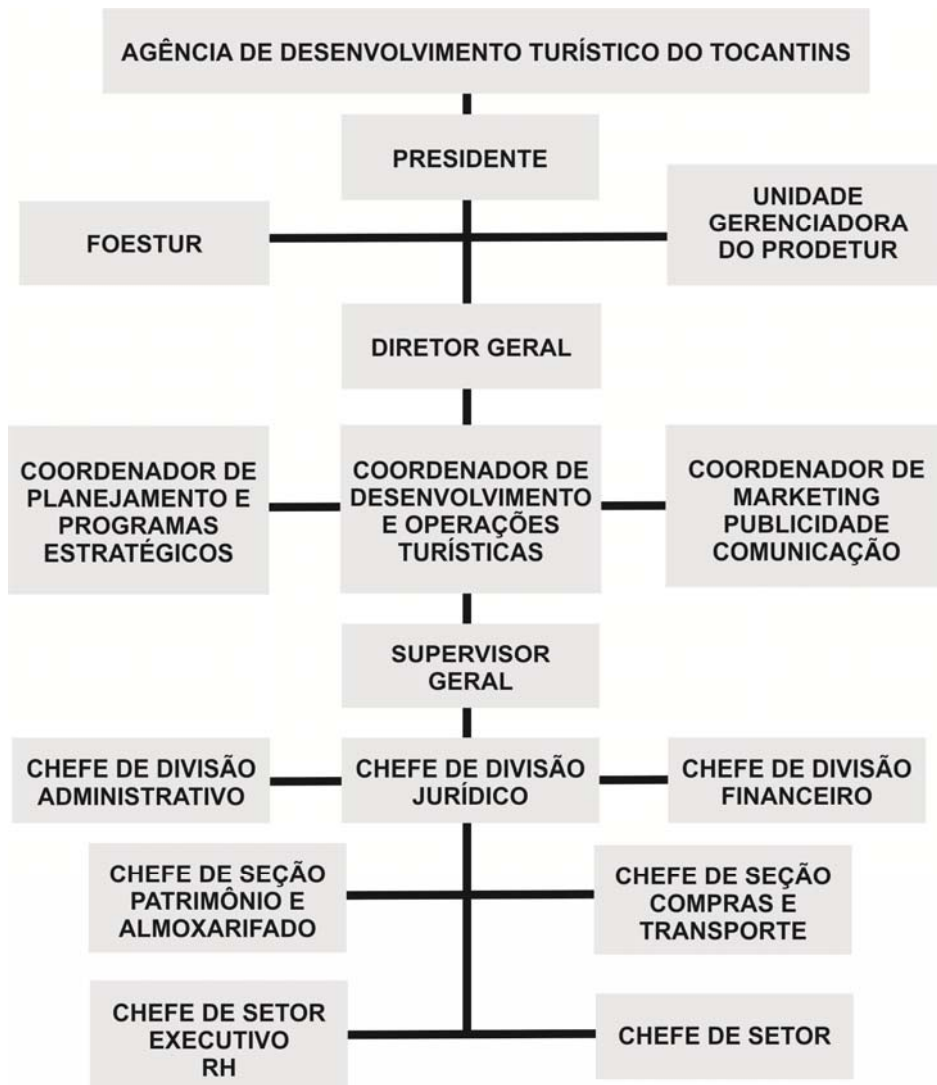 AGÊNCIA DE DESENVOLVIMENTO TURÍSTICO DO TOCANTINS
PRESIDENTE
FOESTUR
UNIDADE
GERENCIADORA
DO PRODETUR
DIRETOR GERAL
COORDENADOR DE
PLANEJAMENTO E
PROGRAMAS
ESTRATÉGICOS
COORDENADOR DE
DESENVOLVIMENTO
E OPERAÇÕES
TURÍSTICAS
COORDENADOR DE
MARKETING
PUBLICIDADE
COMUNICAÇÃO
SUPERVISOR
GERAL
CHEFE DE DIVISÃO
ADMINISTRATIVO
CHEFE DE DIVISÃO
JURÍDICO
CHEFE DE DIVISÃO
FINANCEIRO
CHEFE DE SEÇÃO
PATRIMÔNIO E
ALMOXARIFADO
CHEFE DE SEÇÃO
COMPRAS E
TRANSPORTE
CHEFE DE SETOR
EXECUTIVO
RH
CHEFE DE SETOR